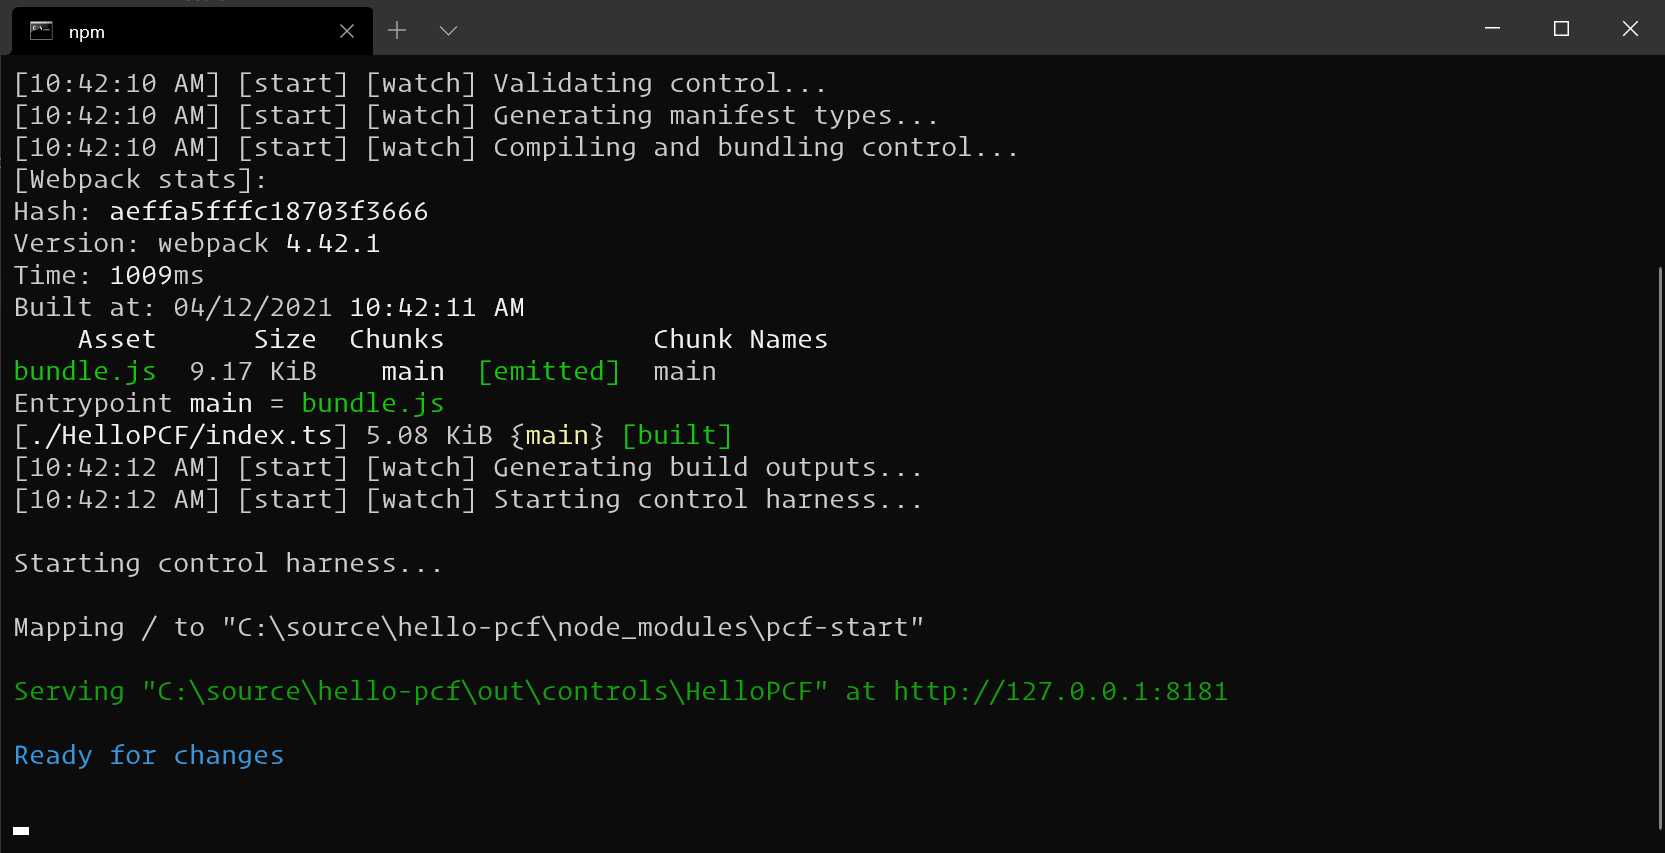 npm
[10:42:10 AM] [start] [watch] Validating control...
[10:42:10 AM] [start] [watch] Generating manifest types...
[10:42:10 AM] [start] [watch] Compiling and bundling control...
[Webpack stats]:
Hash: aeffa5fffc18703f3666
Version: webpack 4.42.1
Time: 1009ms
Built at: 04/12/2021 10:42:11 AM
    Asset      Size  Chunks             Chunk Names
bundle.js  9.17 KiB    main  [emitted]  main
Entrypoint main = bundle.js
[./HelloPCF/index.ts] 5.08 KiB {main} [built]
[10:42:12 AM] [start] [watch] Generating build outputs...
[10:42:12 AM] [start] [watch] Starting control harness...
Starting control harness...
Mapping / to "C:\source\hello-pcf\node_modules\pcf-start"
Serving "C:\source\hello-pcf\out\controls\HelloPCF" at http://127.0.0.1:8181
Ready for changes